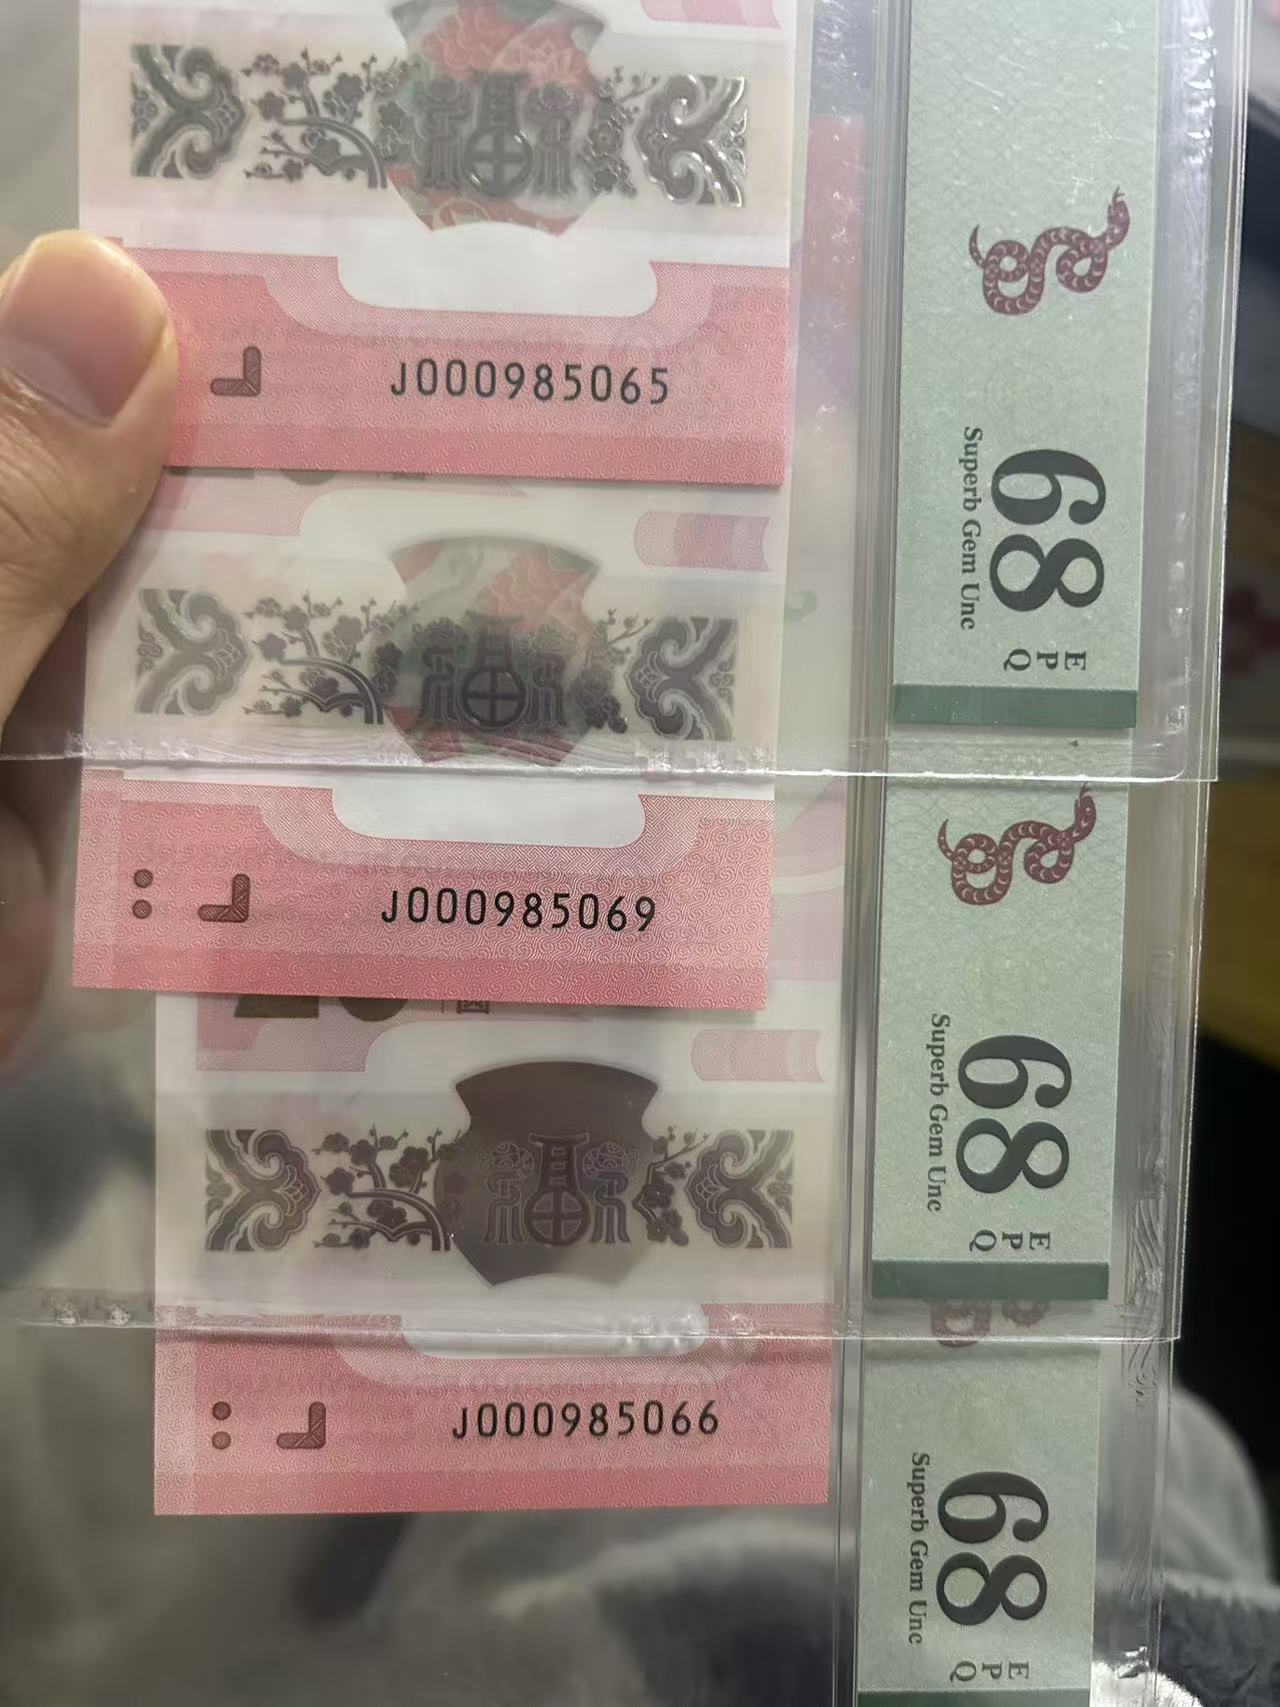 J000985065
68
Superb Gem Unc
E
P
Q
J000985069
68
Superb Gem Unc
E
P
Q
J000985066
68
Superb Gem Unc
E
P
Q